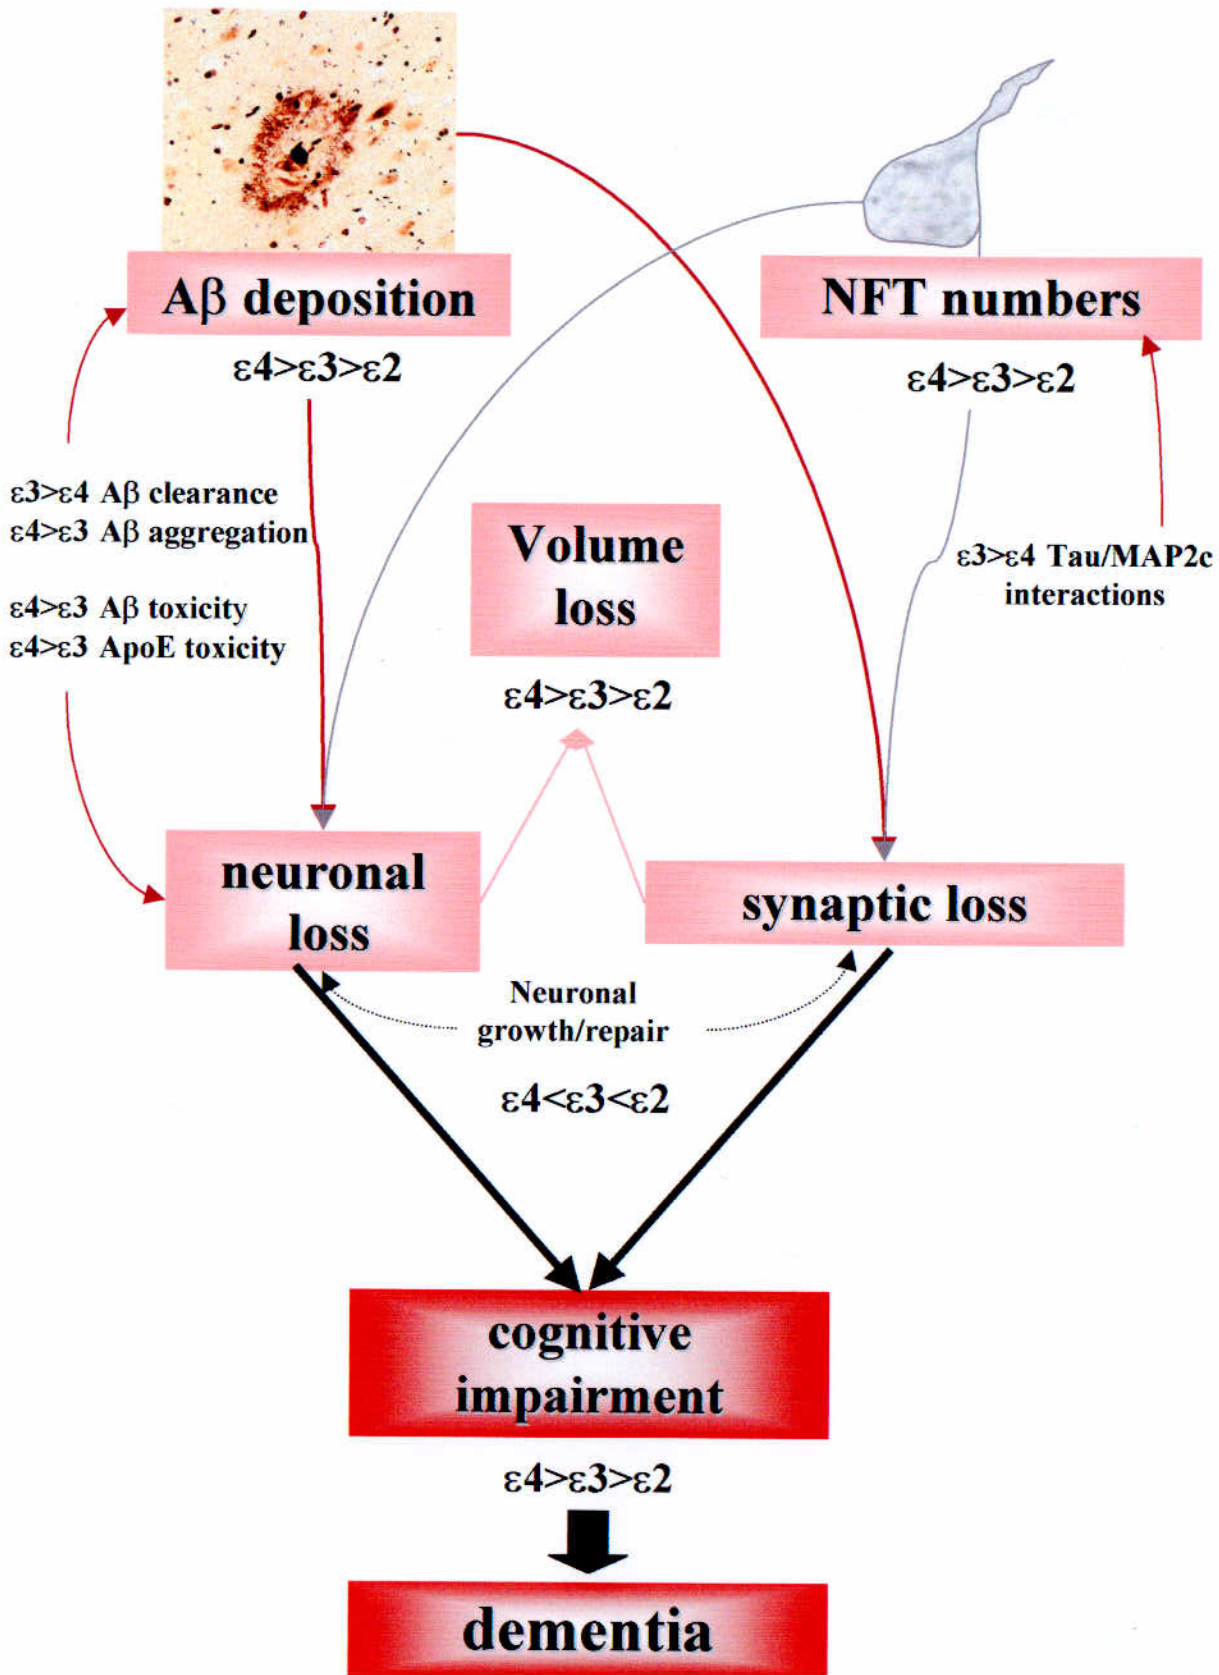 Aβ deposition
ε4>ε3>ε2
NFT numbers
ε4>ε3>ε2
ε3>ε4 Aβ clearance
ε4>ε3 Aβ aggregation
ε4>ε3 Aβ toxicity
ε4>ε3 ApoE toxicity
Volume
loss
ε4>ε3>ε2
ε3>ε4 Tau/MAP2c
interactions
neuronal
loss
synaptic loss
Neuronal
growth/repair
ε4<ε3<ε2
cognitive
impairment
ε4>ε3>ε2
dementia